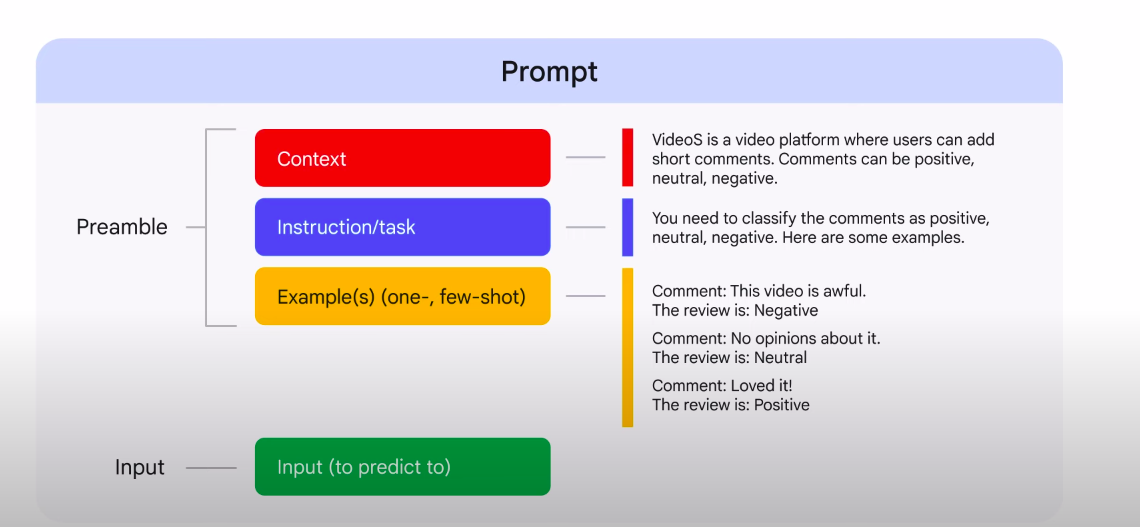 Prompt
Preamble
Context
VideoS is a video platform where users can add
short comments. Comments can be positive,
neutral, negative.
Instruction/task
You need to classify the comments as positive,
neutral, negative. Here are some examples.
Example(s) (one-, few-shot)
Comment: This video is awful.
The review is: Negative
Comment: No opinions about it.
The review is: Neutral
Comment: Loved it!
The review is: Positive
Input
Input (to predict to)